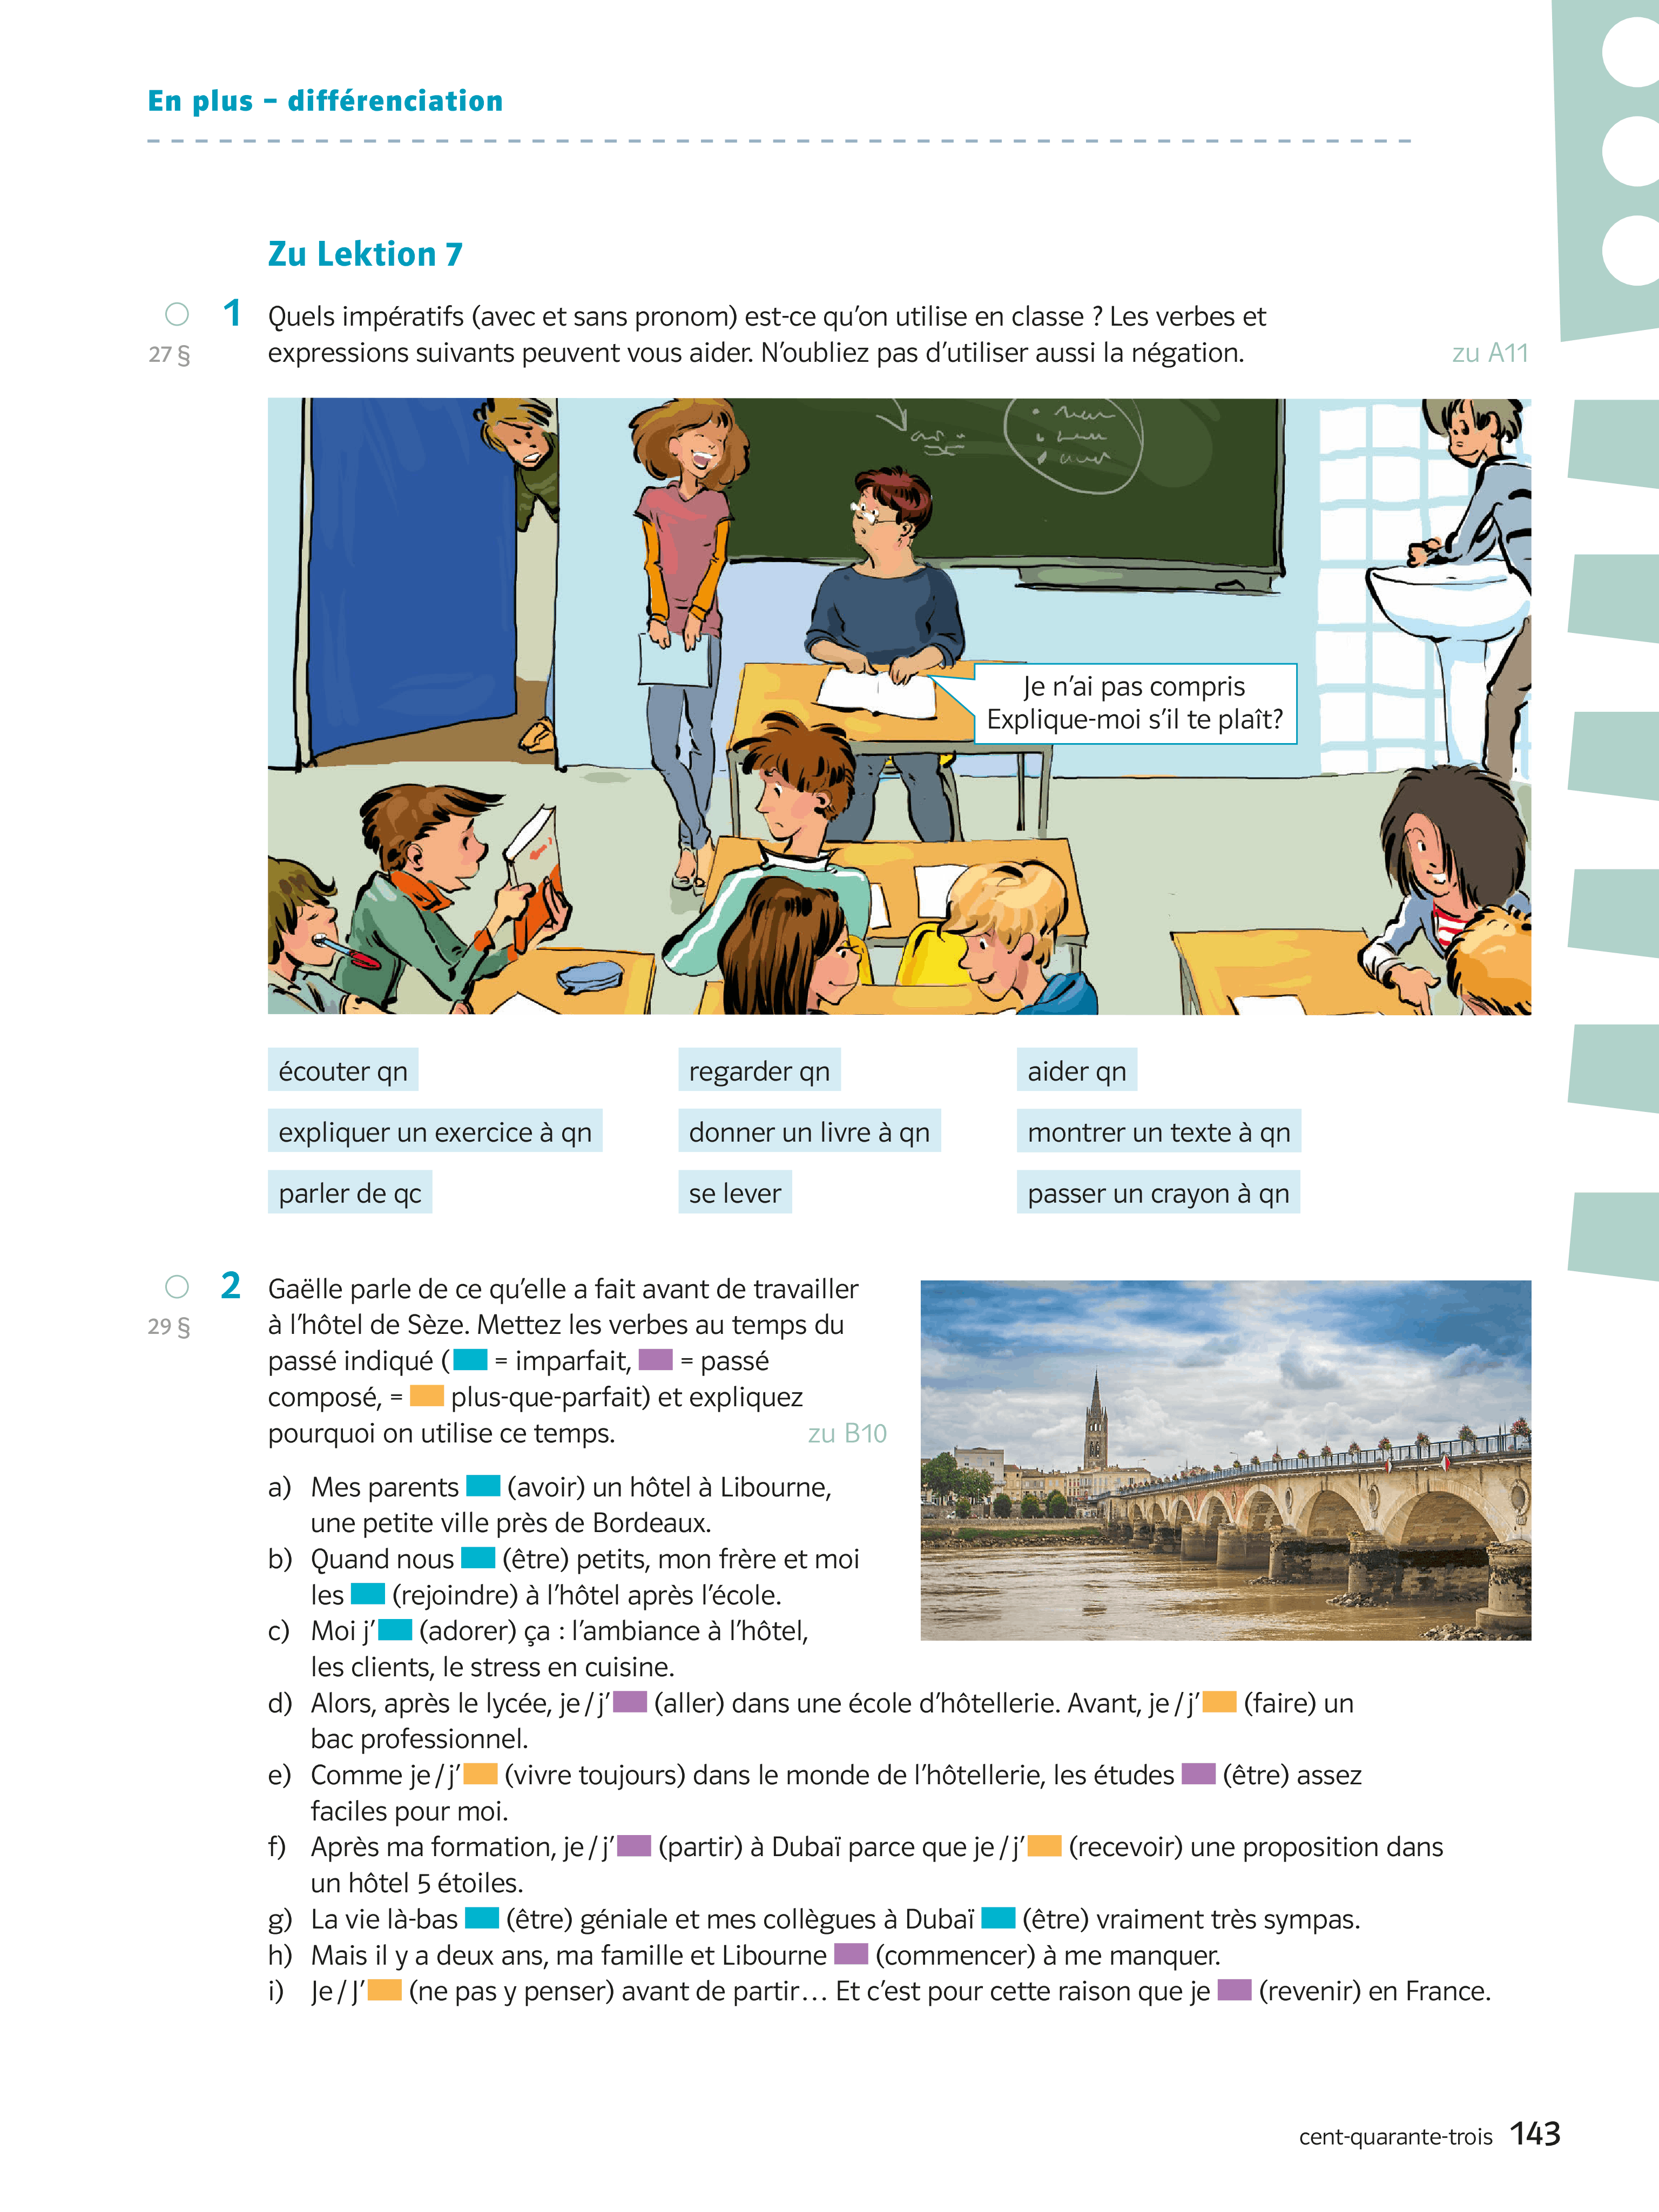 En plus – différenciation
Zu Lektion 7
1 Quels impératifs (avec et sans pronom) est-ce qu'on utilise en classe ? Les verbes et
27 § expressions suivants peuvent vous aider. N'oubliez pas d'utiliser aussi la négation. zu A11
Je n'ai pas compris
Explique-moi s'il te plaît?
écouter qn regarder qn aider qn
expliquer un exercice à qn donner un livre à qn montrer un texte à qn
parler de qc se lever passer un crayon à qn
2 Gaëlle parle de ce qu'elle a fait avant de travailler
29 § à l'hôtel de Sèze. Mettez les verbes au temps du
passé indiqué ( = imparfait, = passé
composé, = plus-que-parfait) et expliquez
pourquoi on utilise ce temps. zu B10
a) Mes parents (avoir) un hôtel à Libourne,
une petite ville près de Bordeaux.
b) Quand nous (être) petits, mon frère et moi
les (rejoindre) à l'hôtel après l'école.
c) Moi j' (adorer) ça : l'ambiance à l'hôtel,
les clients, le stress en cuisine.
d) Alors, après le lycée, je / j' (aller) dans une école d'hôtellerie. Avant, je / j' (faire) un
bac professionnel.
e) Comme je / j' (vivre toujours) dans le monde de l'hôtellerie, les études (être) assez
faciles pour moi.
f) Après ma formation, je / j' (partir) à Dubaï parce que je / j' (recevoir) une proposition dans
un hôtel 5 étoiles.
g) La vie là-bas (être) géniale et mes collègues à Dubaï (être) vraiment très sympas.
h) Mais il y a deux ans, ma famille et Libourne (commencer) à me manquer.
i) Je / J' (ne pas y penser) avant de partir… Et c'est pour cette raison que je (revenir) en France.
cent-quarante-trois 143